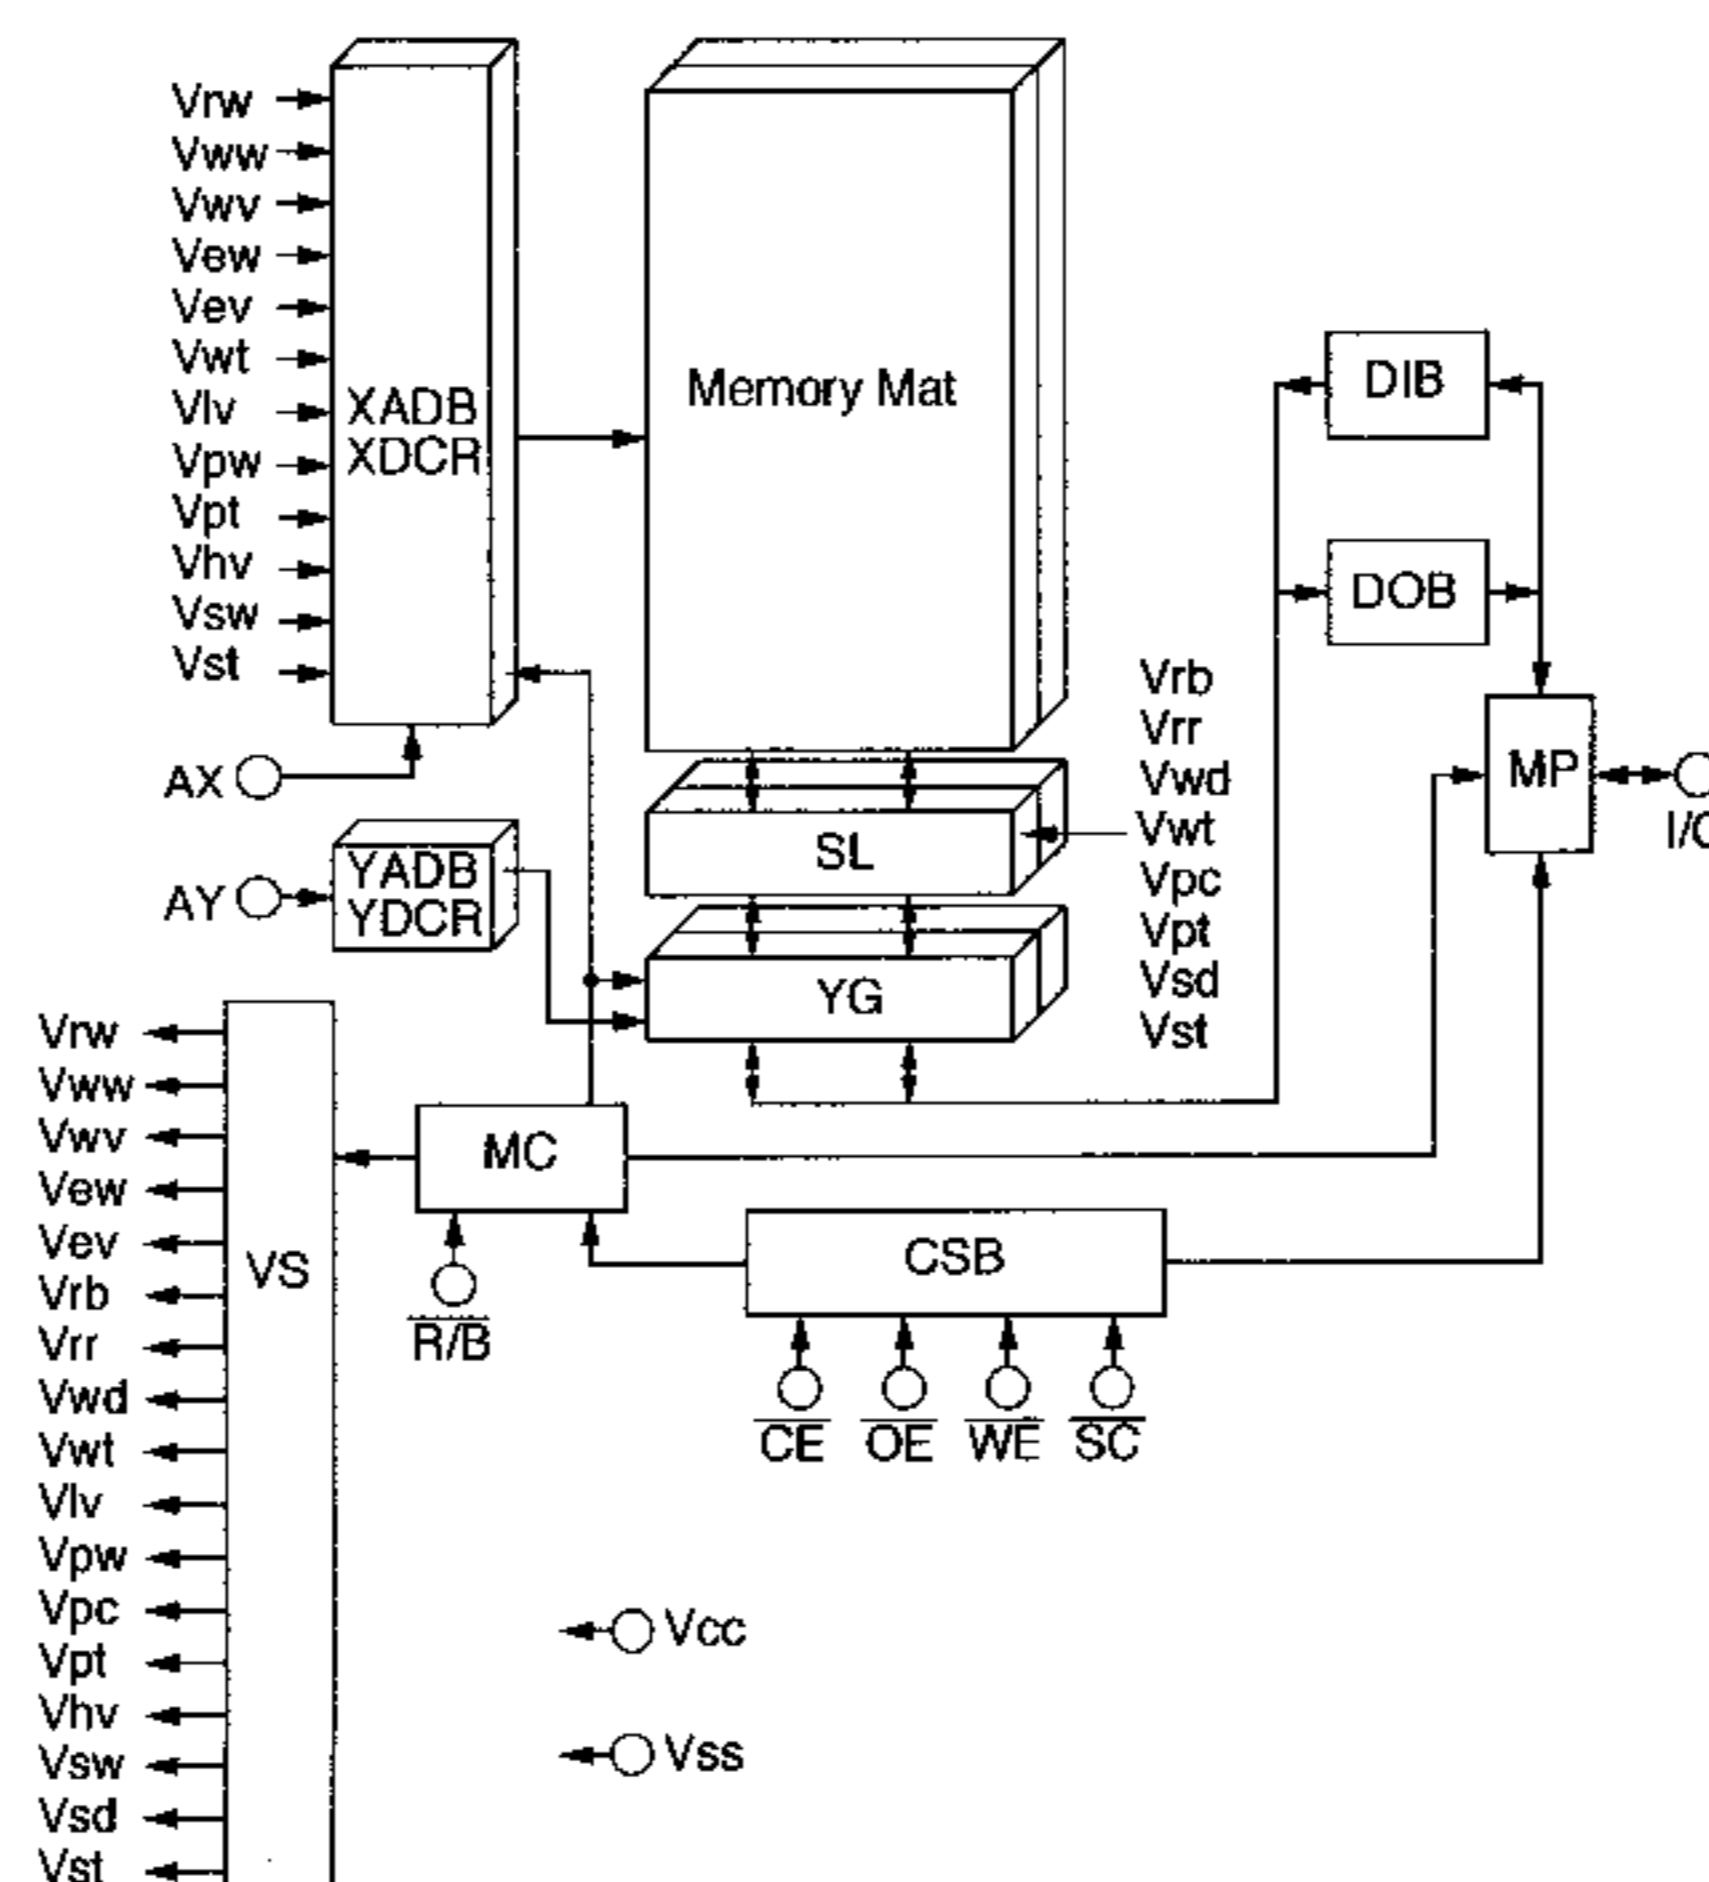 Vrw
Vww
Vwv
Vew
Vev
Vwt
Vlv
Vpw
Vpt
Vhv
Vsw
Vst
XADB
XDCR
Memory Mat
DIB
DOB
Vrb
Vrr
Vwd
Vwt
Vpc
Vpt
Vsd
Vst
MP
AX
AY
YADB
YDCR
SL
YG
Vrw
Vww
Vwv
Vew
Vev
Vrb
Vrr
Vwd
Vwt
Vlv
Vpw
Vpc
Vpt
Vhv
Vsw
Vsd
Vst
VS
MC
R/B
CSB
CE OE WE SC
Vcc
Vss